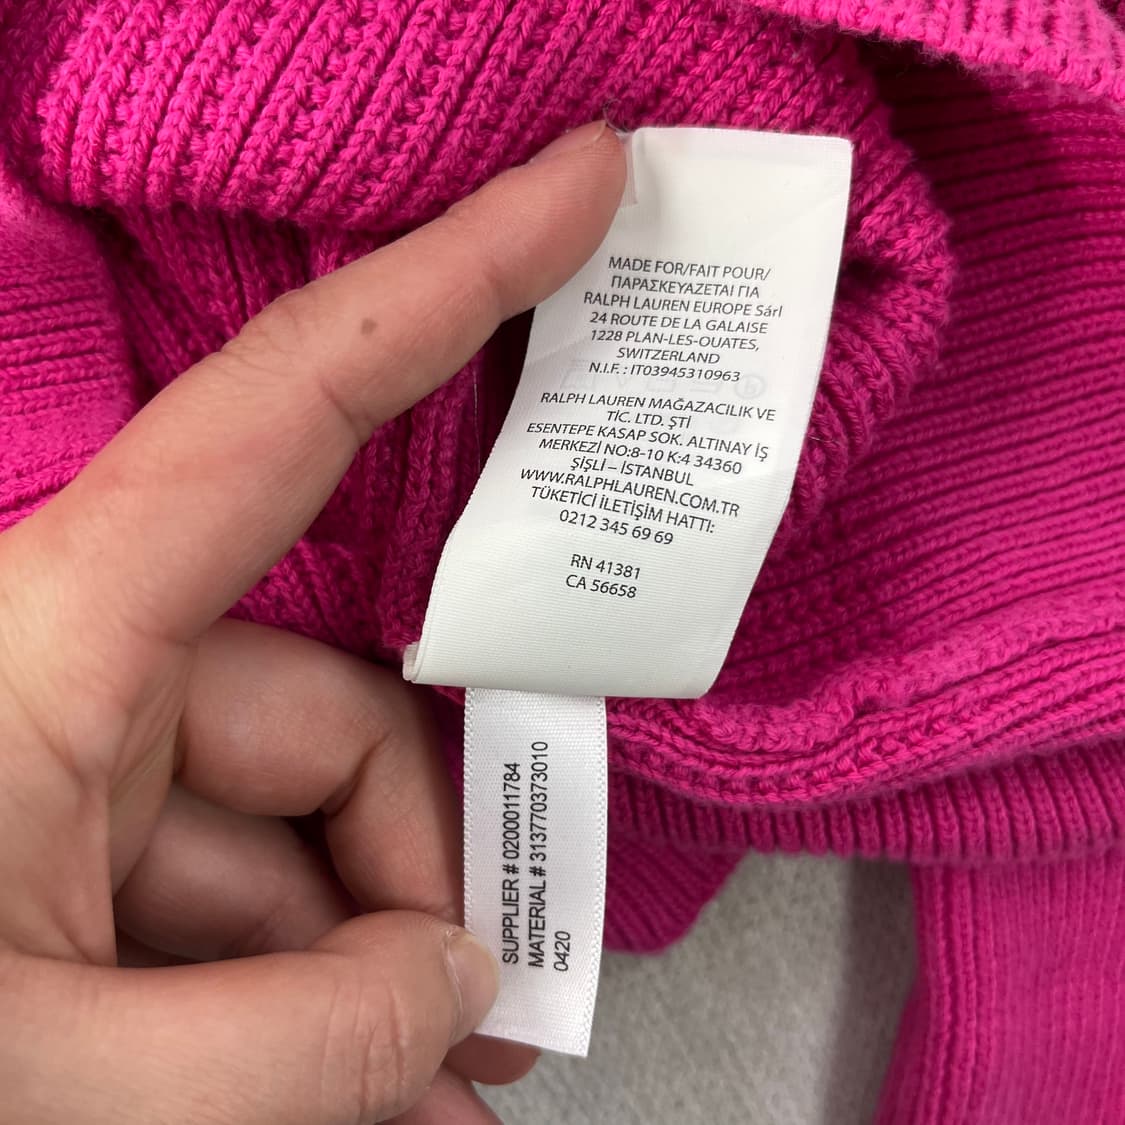 MADE FOR/FAIT POUR/
ΠΑΡΑΣΚΕΥΑΖΕΤΑΙ ΓΙΑ
RALPH LAUREN EUROPE Sárl
24 ROUTE DE LA GALAISE
1228 PLAN-LES-OUATES,
SWITZERLAND
N.I.F. : IT03945310963
RALPH LAUREN MAĞAZACILIK VE
TİC. LTD. ŞTİ
ESENTEPE KASAP SOK. ALTINAY İŞ
MERKEZİ NO:8-10 K:4 34360
ŞİŞLİ – İSTANBUL
WWW.RALPHLAUREN.COM.TR
TÜKETİCİ İLETİŞİM HATTI:
0212 345 69 69
RN 41381
CA 56658
SUPPLIER # 0200011784
MATERIAL # 313770373010
0420